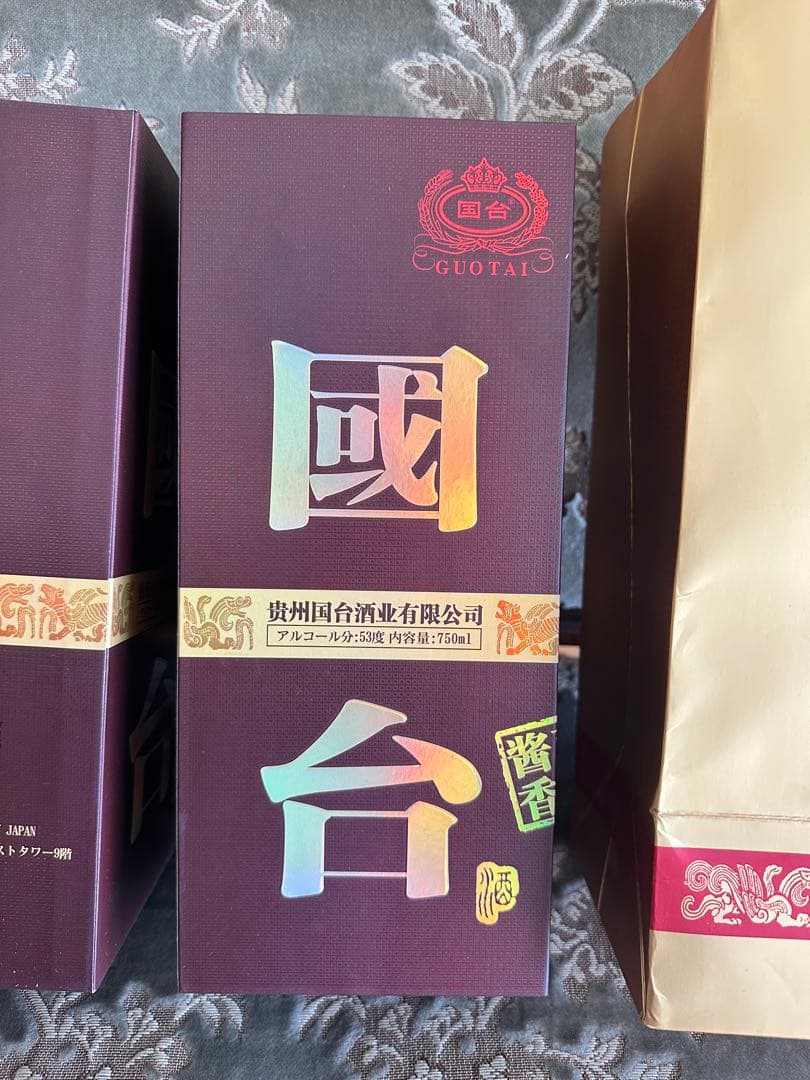 国台®
GUOTAI
國
贵州国台酒业有限公司
アルコール分:53度 内容量:750ml
台
酱
香
酒
JAPAN
ストタワー9階